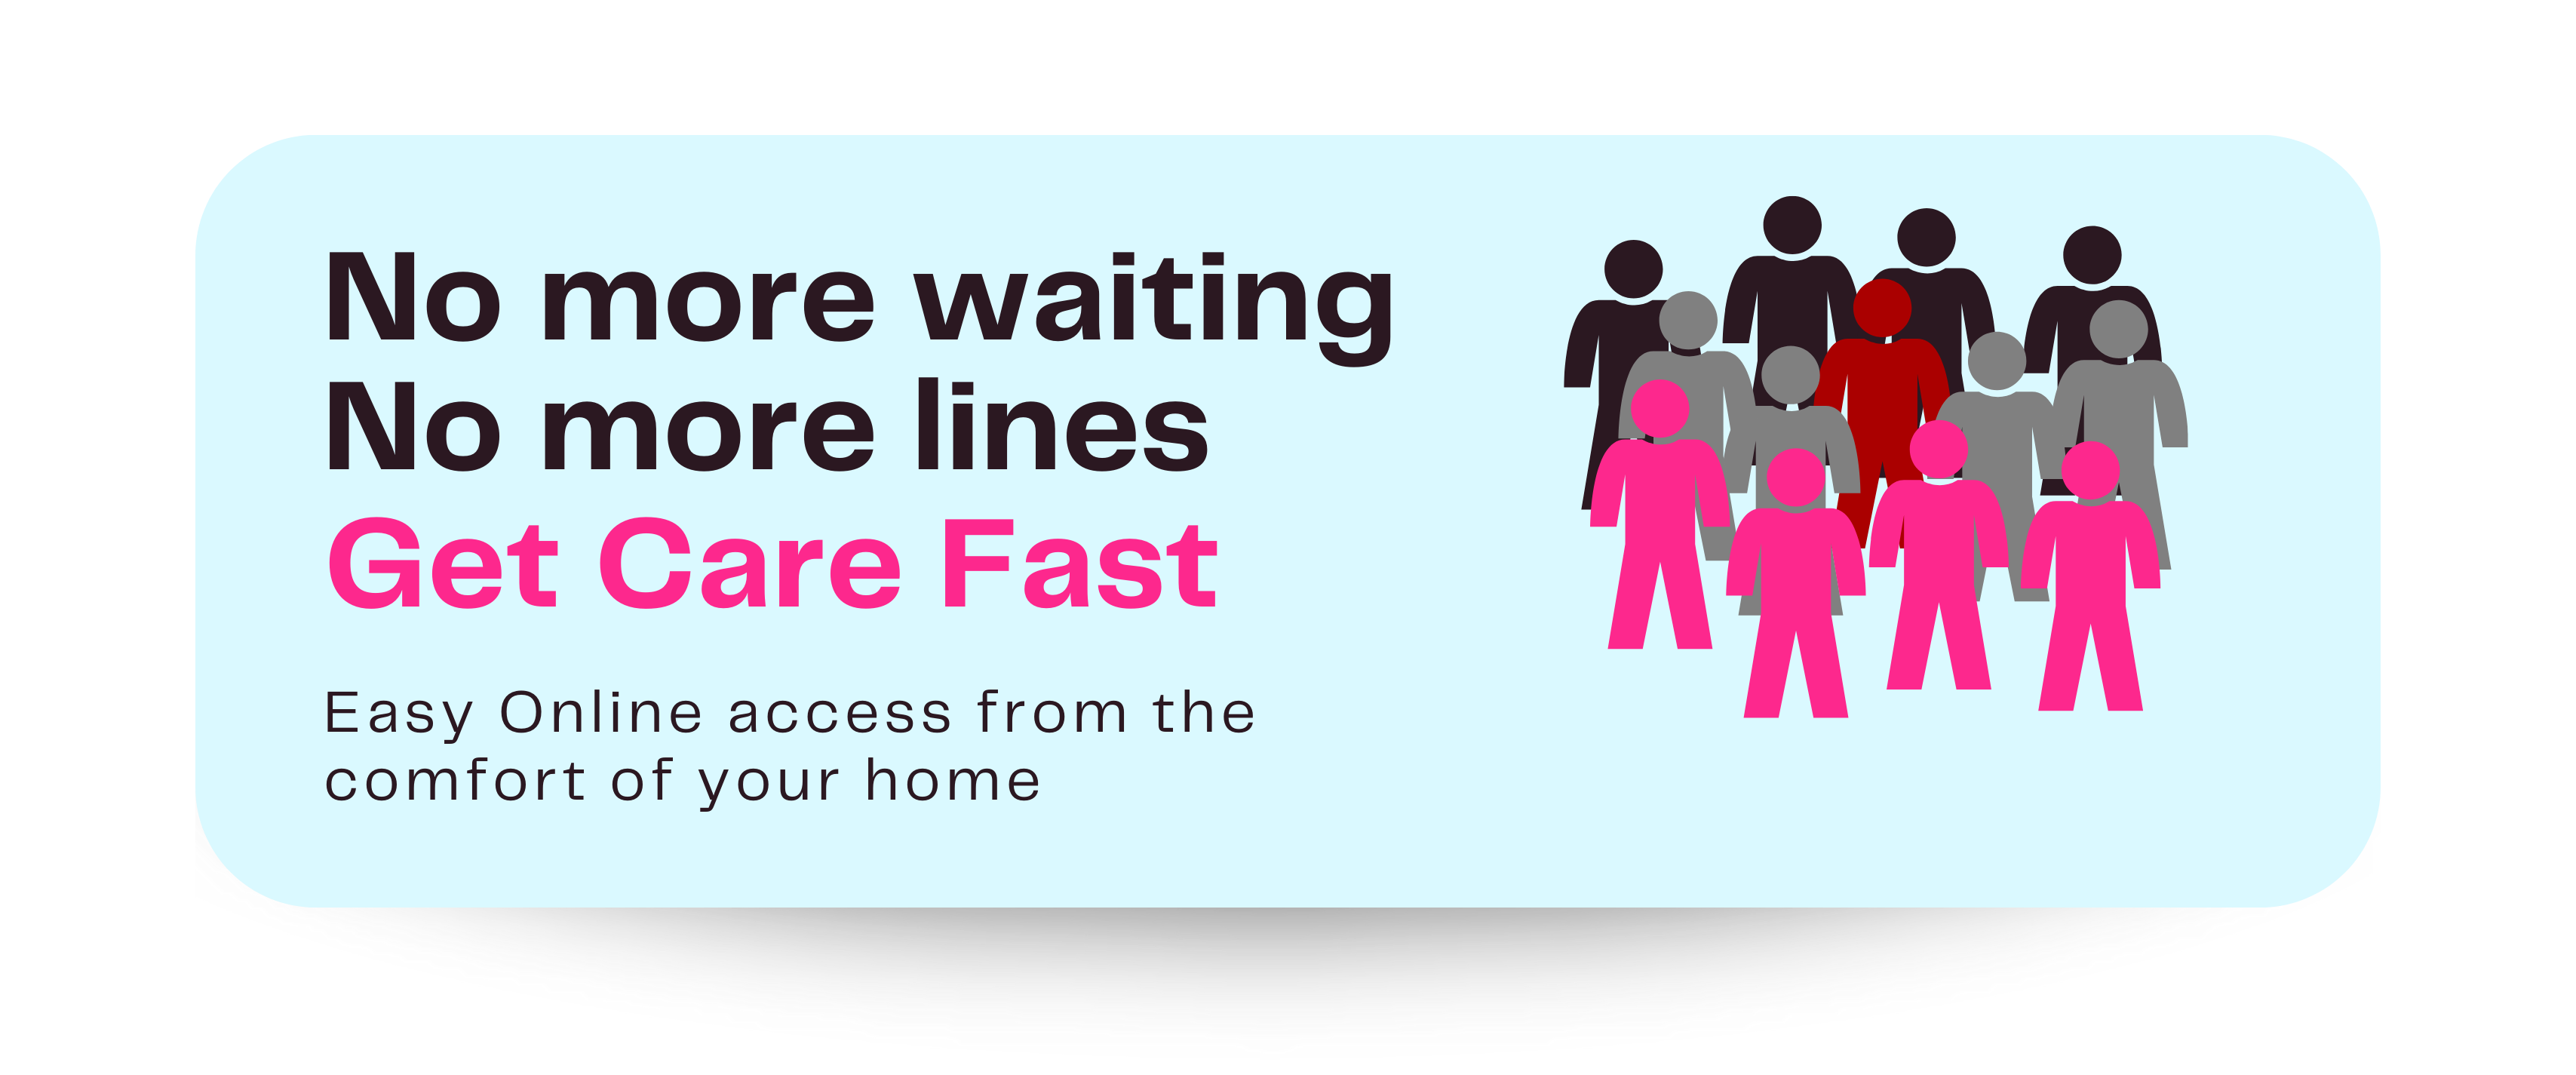 No more waiting
No more lines
Get Care Fast
Easy Online access from the
comfort of your home